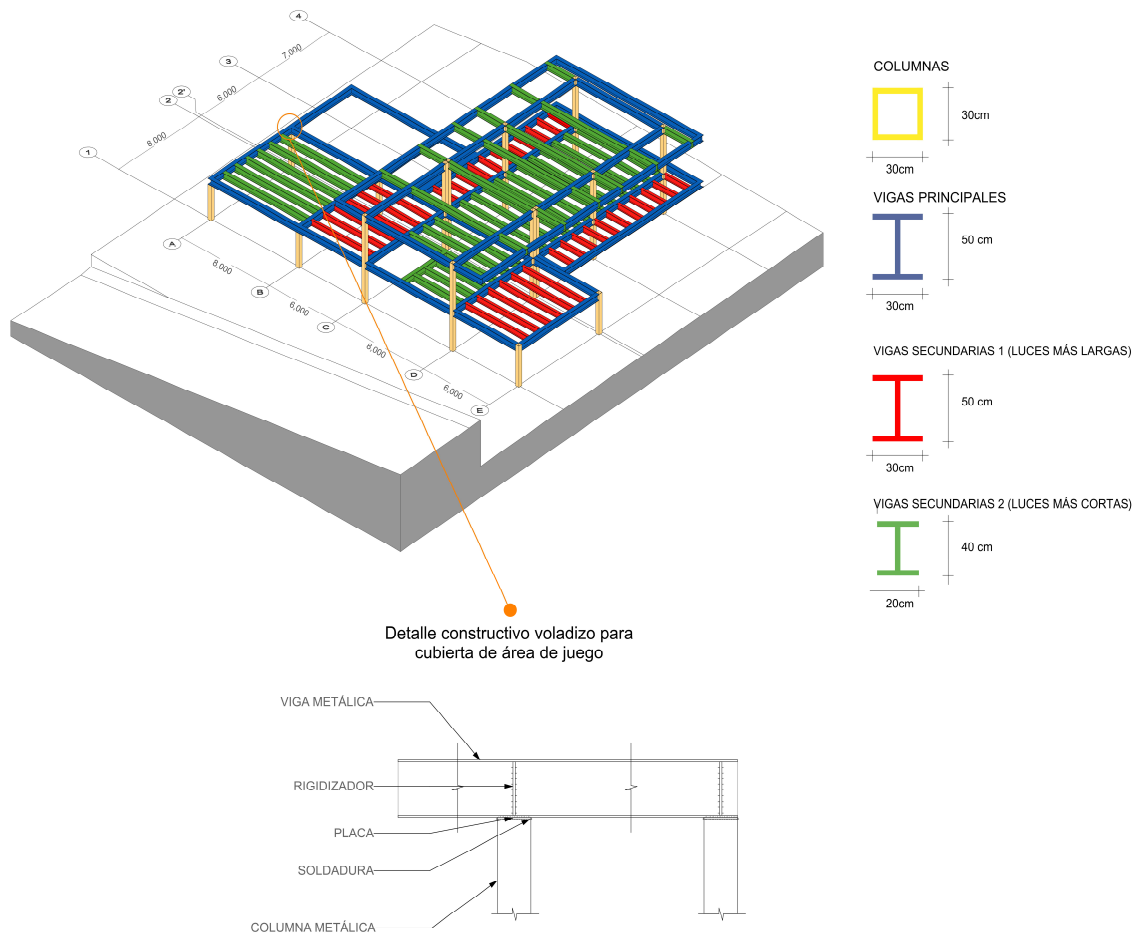 4
7,000
3
6,000
2'
2
8,000
1
A
8,000
B
6,000
C
8,000
D
6,000
E
COLUMNAS
30cm
30cm
VIGAS PRINCIPALES
50 cm
30cm
VIGAS SECUNDARIAS 1 (LUCES MÁS LARGAS)
50 cm
30cm
VIGAS SECUNDARIAS 2 (LUCES MÁS CORTAS)
40 cm
20cm
Detalle constructivo voladizo para
cubierta de área de juego
VIGA METÁLICA
RIGIDIZADOR
PLACA
SOLDADURA
COLUMNA METÁLICA